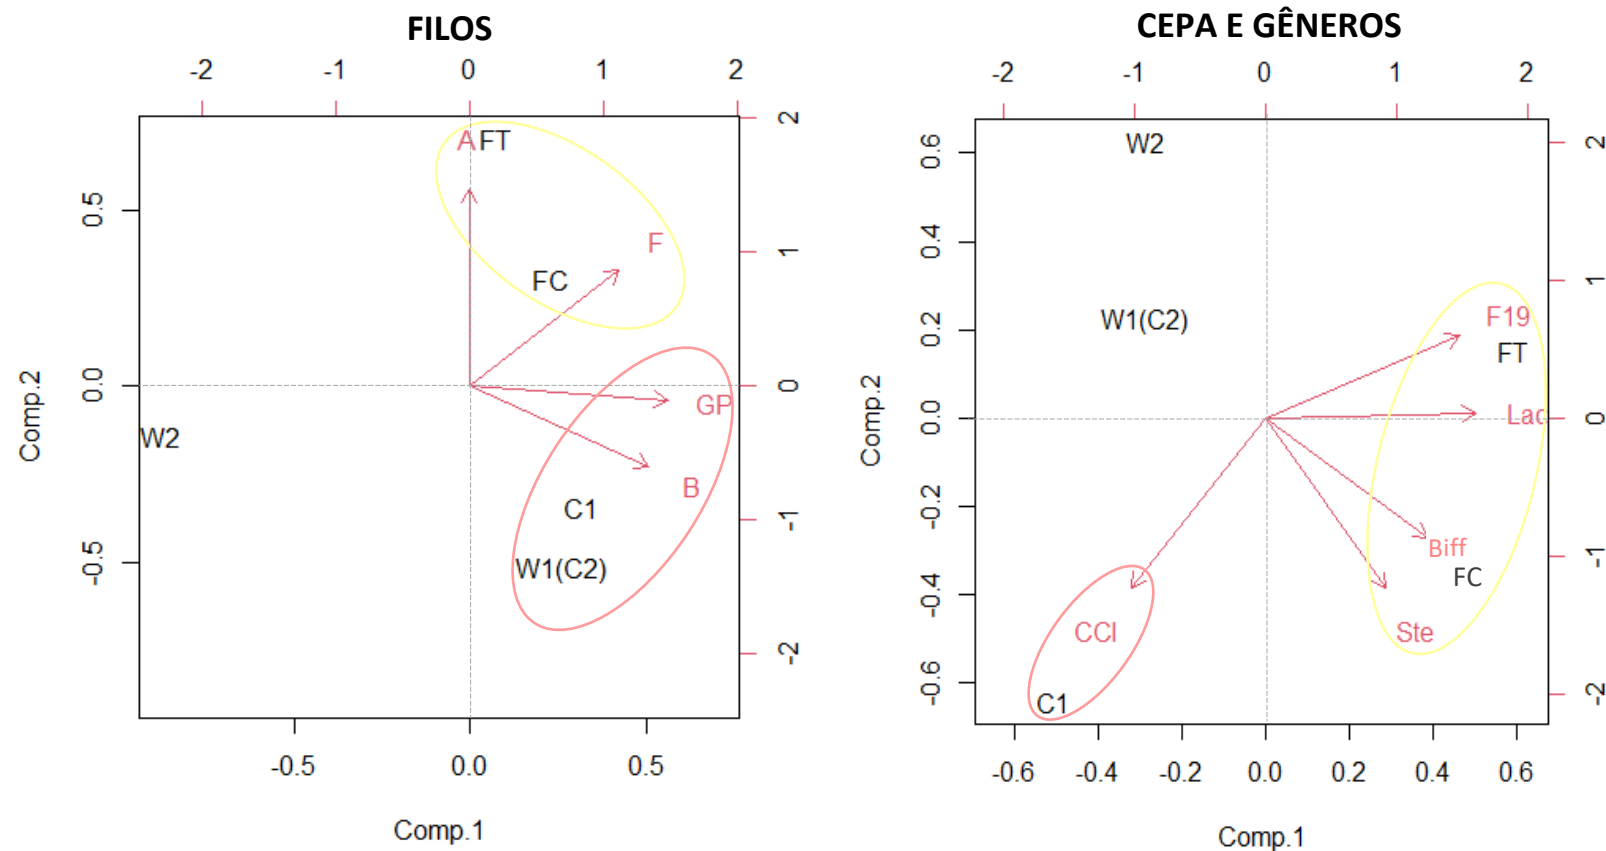 FILOS
-2 -1 0 1 2
A FT
F
FC
GP
W2
B
C1
W1(C2)
0.5
0.0
-0.5
Comp.2
2
1
0
-1
-2
-0.5 0.0 0.5
Comp.1
CEPA E GÊNEROS
-2 -1 0 1 2
W2
W1(C2)
F19
FT
Lac
Biff
FC
CCl
Ste
C1
0.6
0.4
0.2
0.0
-0.2
-0.4
-0.6
Comp.2
2
1
0
-1
-2
-0.6 -0.4 -0.2 0.0 0.2 0.4 0.6
Comp.1